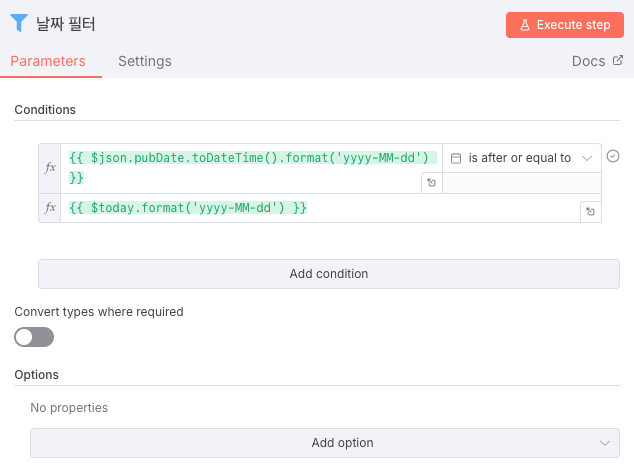 날짜 필터
Execute step
Parameters
Settings
Docs
Conditions
fx
{{ $json.pubDate.toDateTime().format('yyyy-MM-dd')
}}
is after or equal to
fx
{{ $today.format('yyyy-MM-dd') }}
Add condition
Convert types where required
Options
No properties
Add option